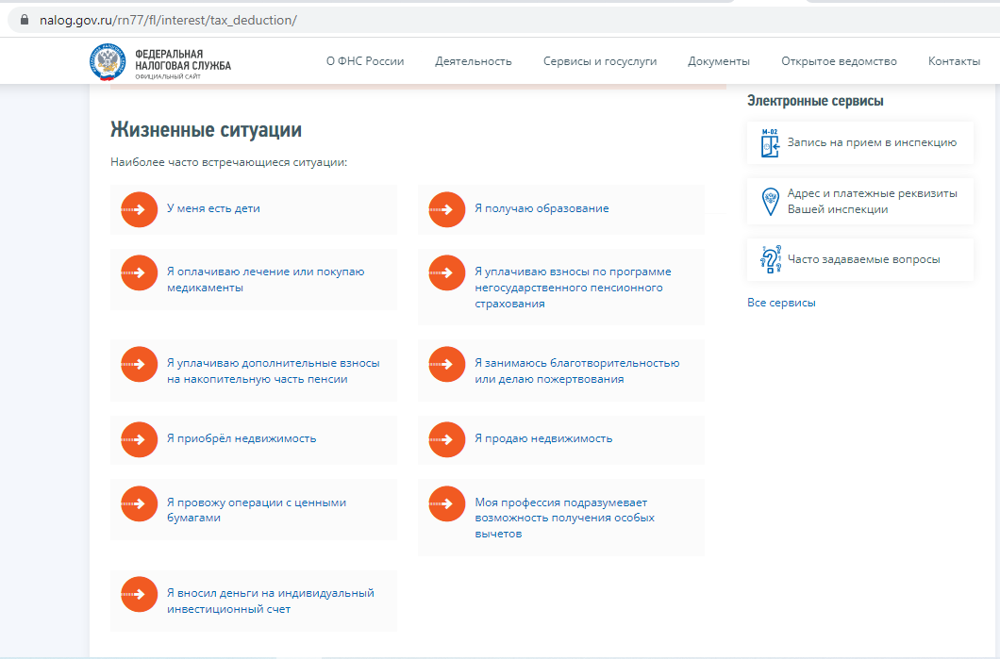 nalog.gov.ru/rn77/fl/interest/tax_deduction/
ФЕДЕРАЛЬНАЯ
НАЛОГОВАЯ СЛУЖБА
ОФИЦИАЛЬНЫЙ САЙТ
О ФНС России
Деятельность
Сервисы и госуслуги
Документы
Открытое ведомство
Контакты
Жизненные ситуации
Наиболее часто встречающиеся ситуации:
У меня есть дети
Я получаю образование
Я оплачиваю лечение или покупаю
медикаменты
Я уплачиваю взносы по программе
негосударственного пенсионного
страхования
Я уплачиваю дополнительные взносы
на накопительную часть пенсии
Я занимаюсь благотворительностью
или делаю пожертвования
Я приобрёл недвижимость
Я продаю недвижимость
Я провожу операции с ценными
бумагами
Моя профессия подразумевает
возможность получения особых
вычетов
Я вносил деньги на индивидуальный
инвестиционный счет
Электронные сервисы
М-02
Запись на прием в инспекцию
Адрес и платежные реквизиты
Вашей инспекции
Часто задаваемые вопросы
Все сервисы